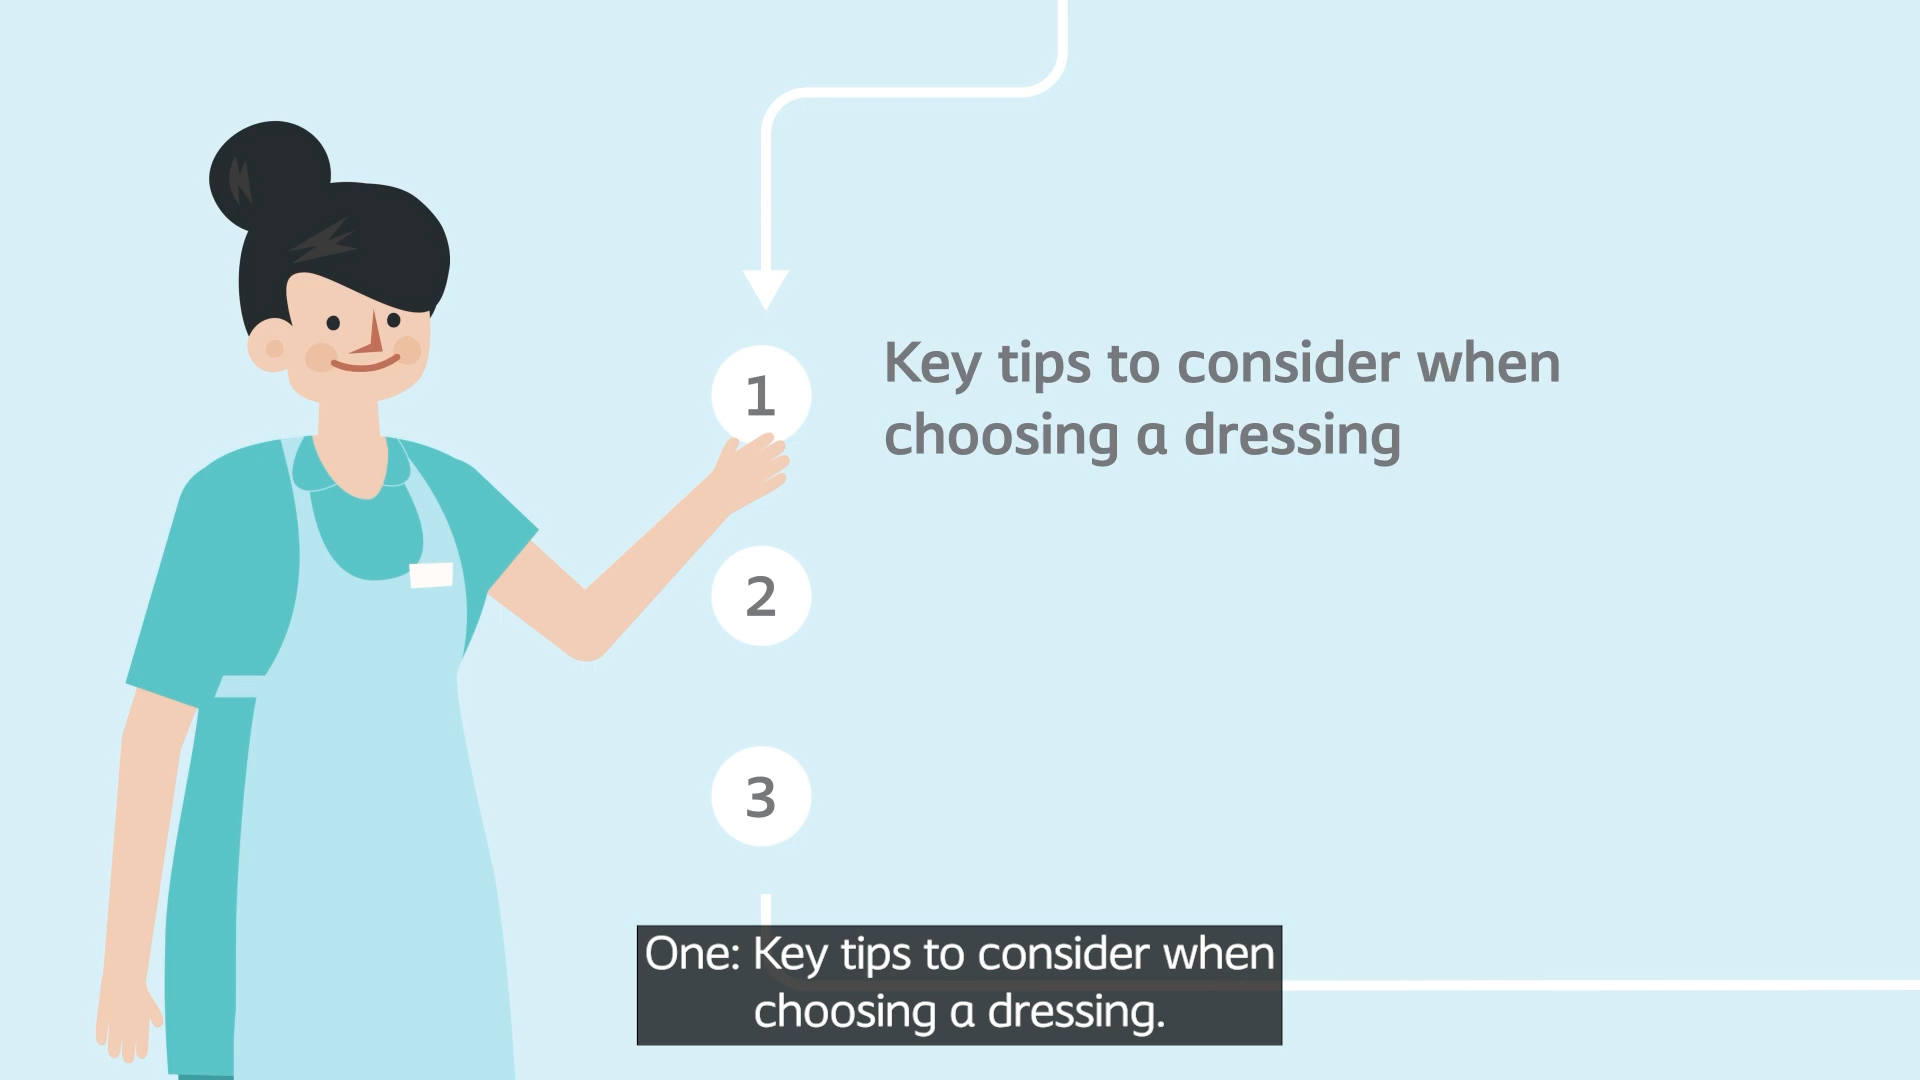 1
Key tips to consider when
choosing a dressing
2
3
One: Key tips to consider when
choosing a dressing.